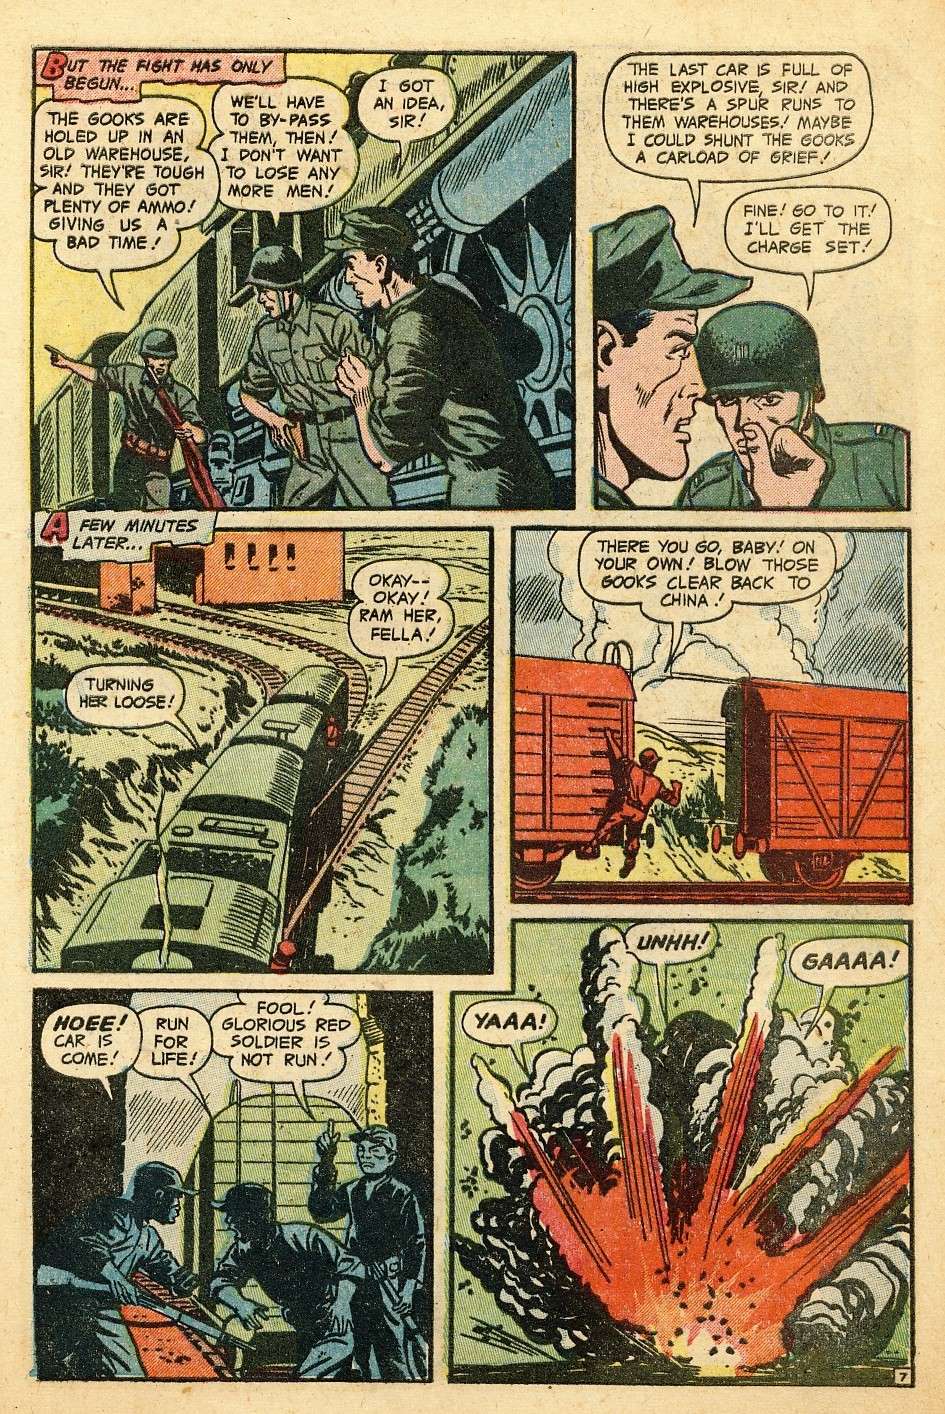 BUT THE FIGHT HAS ONLY
BEGUN...
THE GOOKS ARE
HOLED UP IN AN
OLD WAREHOUSE,
SIR! THEY'RE TOUGH
AND THEY GOT
PLENTY OF AMMO!
GIVING US A
BAD TIME!
WE'LL HAVE
TO BY-PASS
THEM, THEN!
I DON'T WANT
TO LOSE ANY
MORE MEN!
I GOT
AN IDEA,
SIR!
THE LAST CAR IS FULL OF
HIGH EXPLOSIVE, SIR! AND
THERE'S A SPUR RUNS TO
THEM WAREHOUSES! MAYBE
I COULD SHUNT THE GOOKS
A CARLOAD OF GRIEF!
FINE! GO TO IT!
I'LL GET THE
CHARGE SET!
A FEW MINUTES
LATER...
OKAY--
OKAY!
RAM HER,
FELLA!
TURNING
HER LOOSE!
THERE YOU GO, BABY! ON
YOUR OWN! BLOW THOSE
GOOKS CLEAR BACK TO
CHINA!
HOEE!
CAR IS
COME!
RUN
FOR
LIFE!
FOOL!
GLORIOUS RED
SOLDIER IS
NOT RUN!
YAAA!
UNHH!
GAAAA!
7